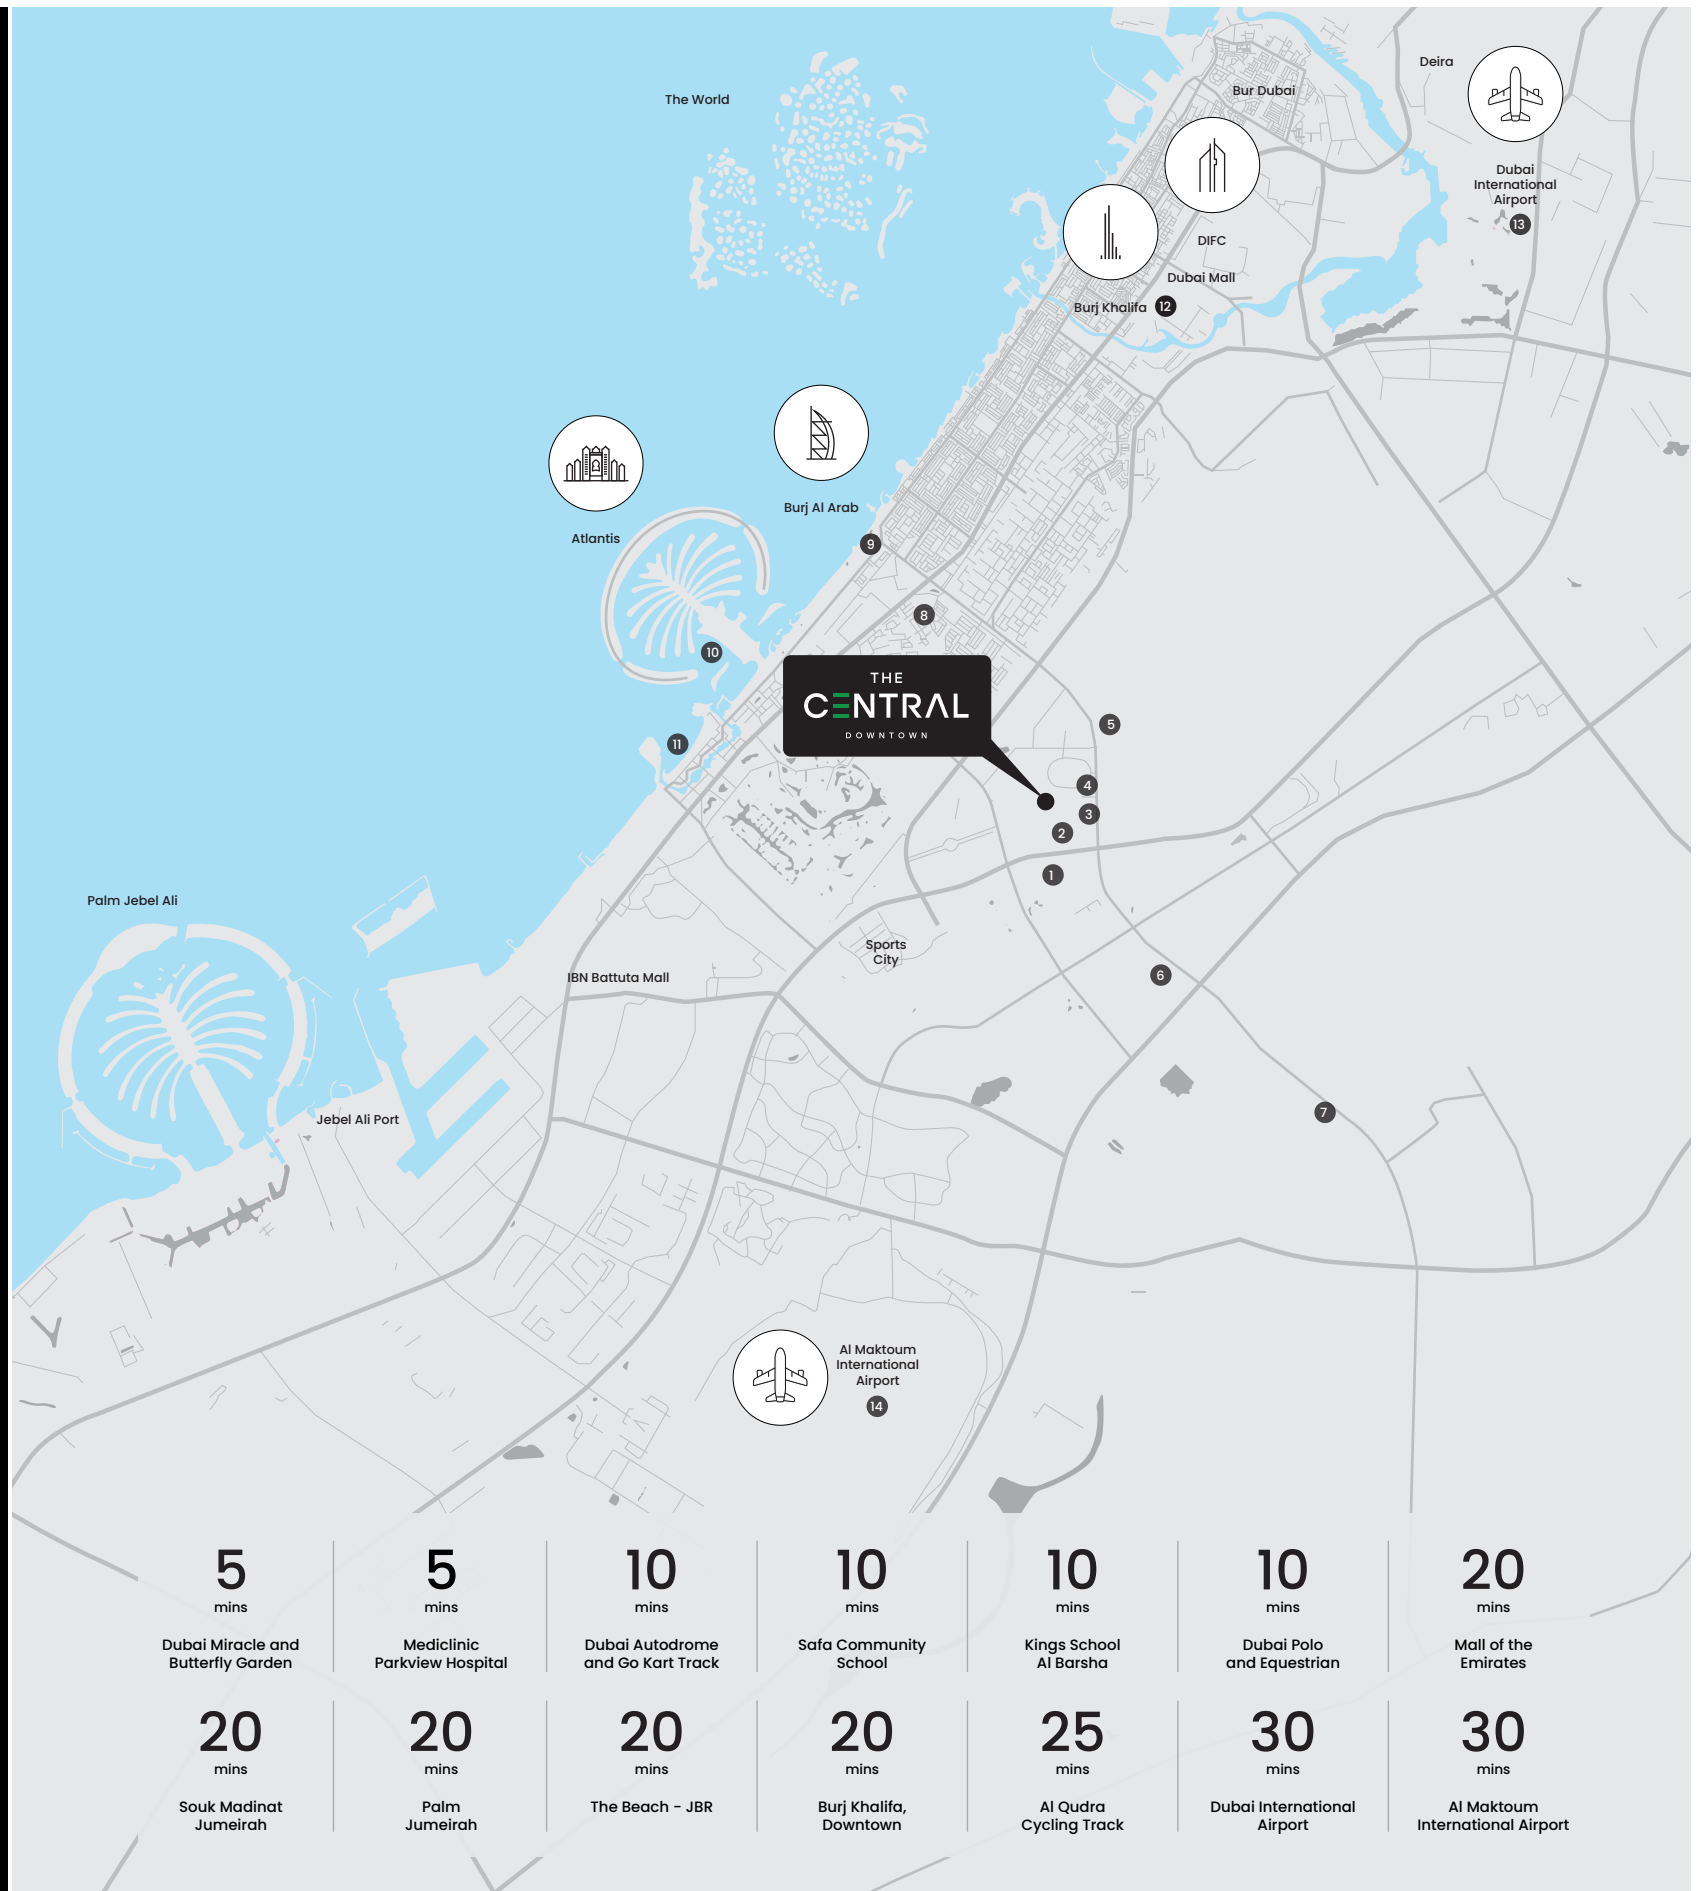 Deira
Bur Dubai
The World
Dubai
International
Airport
13
DIFC
Dubai Mall
Burj Khalifa 12
Burj Al Arab
Atlantis
9
8
10
THE
CENTRAL
DOWNTOWN
5
11
4
3
2
1
Palm Jebel Ali
Sports
City
IBN Battuta Mall
6
7
Jebel Ali Port
Al Maktoum
International
Airport
14
5
mins
Dubai Miracle and
Butterfly Garden
5
mins
Mediclinic
Parkview Hospital
10
mins
Dubai Autodrome
and Go Kart Track
10
mins
Safa Community
School
10
mins
Kings School
Al Barsha
10
mins
Dubai Polo
and Equestrian
20
mins
Mall of the
Emirates
20
mins
Souk Madinat
Jumeirah
20
mins
Palm
Jumeirah
20
mins
The Beach - JBR
20
mins
Burj Khalifa,
Downtown
25
mins
Al Qudra
Cycling Track
30
mins
Dubai International
Airport
30
mins
Al Maktoum
International Airport